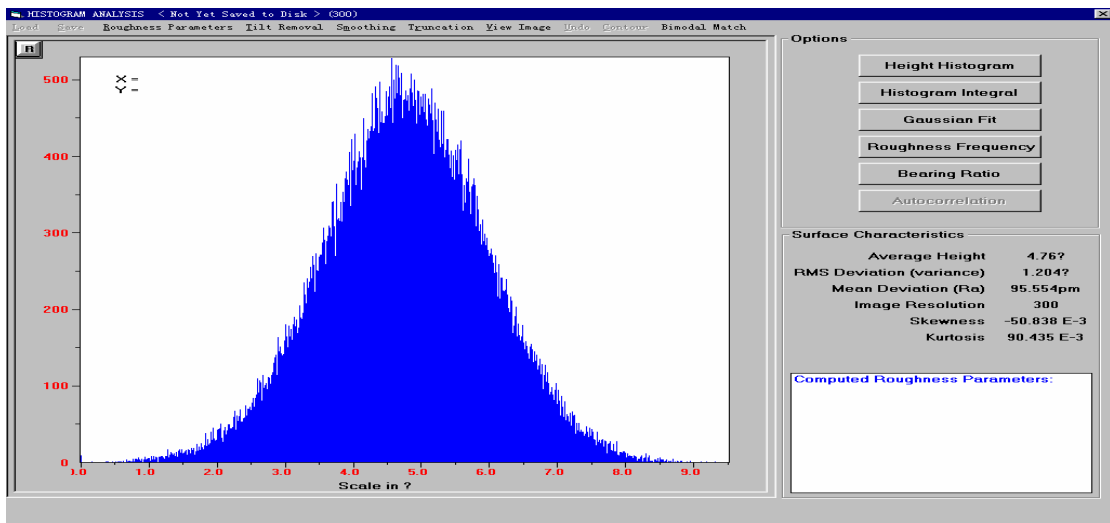 HISTOGRAM ANALYSIS < Not Yet Saved to Disk > (300)
Load Save Roughness Parameters Tilt Removal Smoothing Truncation View Image Undo Contour Bimodal Match
R
X =
Y =
500
400
300
200
100
0
0.0 1.0 2.0 3.0 4.0 5.0 6.0 7.0 8.0 9.0
Scale in ?
Options
Height Histogram
Histogram Integral
Gaussian Fit
Roughness Frequency
Bearing Ratio
Autocorrelation
Surface Characteristics
Average Height 4.76?
RMS Deviation (variance) 1.204?
Mean Deviation (Ra) 95.554pm
Image Resolution 300
Skewness -50.838 E-3
Kurtosis 90.435 E-3
Computed Roughness Parameters: